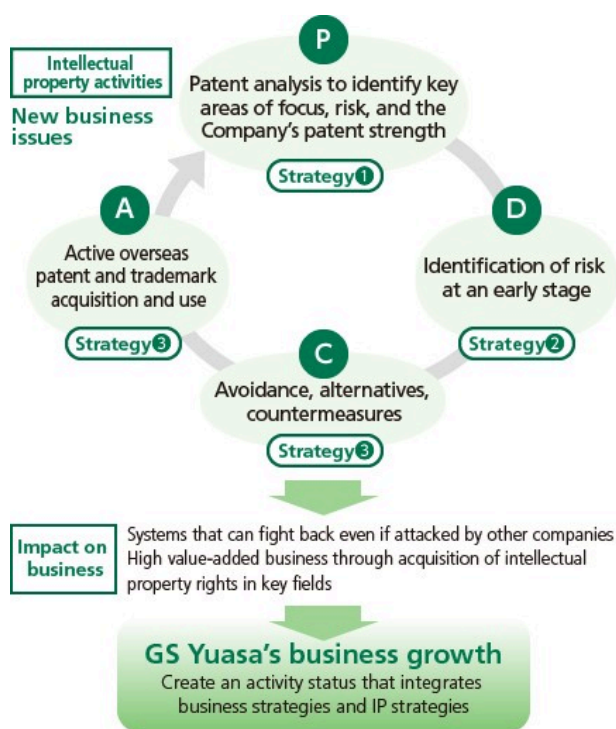 P
Intellectual
property activities
New business
issues
Patent analysis to identify key
areas of focus, risk, and the
Company's patent strength
Strategy❶
D
Identification of risk
at an early stage
Strategy❷
C
Avoidance, alternatives,
countermeasures
Strategy❸
A
Active overseas
patent and trademark
acquisition and use
Strategy❸
Impact on
business
Systems that can fight back even if attacked by other companies
High value-added business through acquisition of intellectual
property rights in key fields
GS Yuasa's business growth
Create an activity status that integrates
business strategies and IP strategies